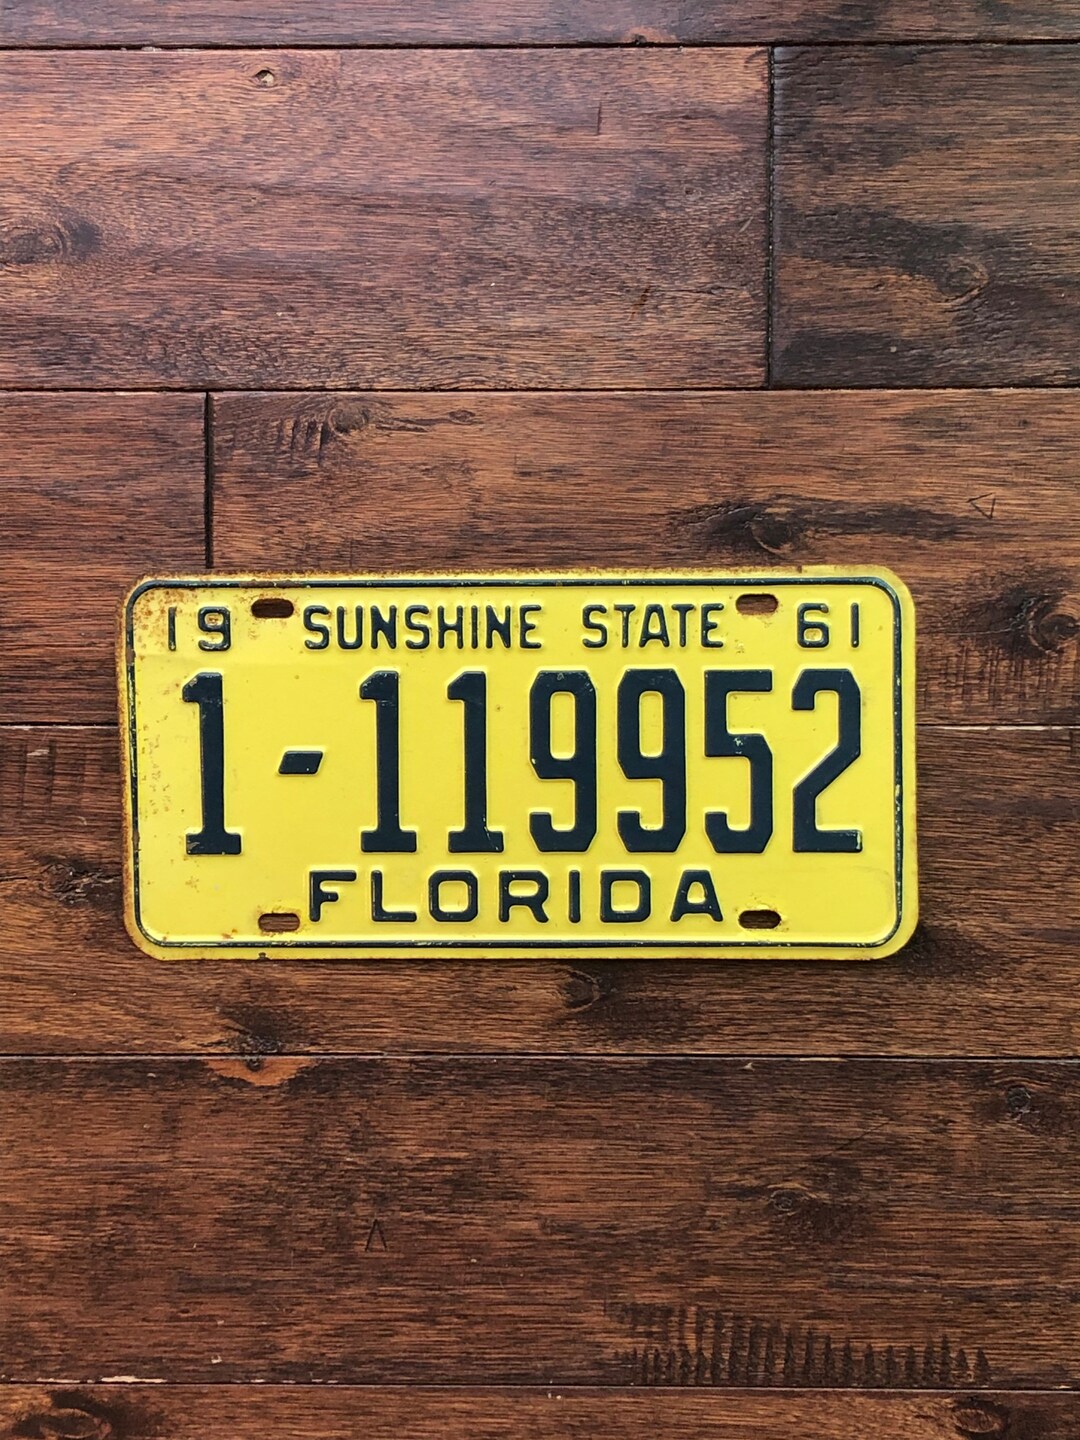 19 SUNSHINE STATE 61
1-119952
FLORIDA